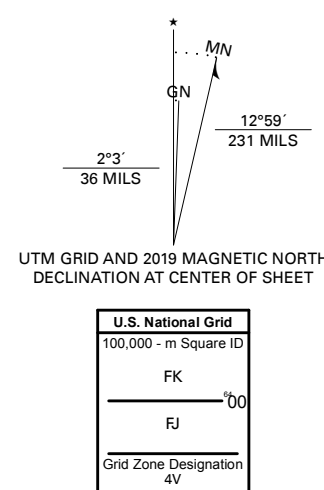 ★
MN
GN
12°59´
231 MILS
2°3´
36 MILS
UTM GRID AND 2019 MAGNETIC NORTH
DECLINATION AT CENTER OF SHEET
U.S. National Grid
100,000 - m Square ID
FK
⁶⁴00
FJ
Grid Zone Designation
4V